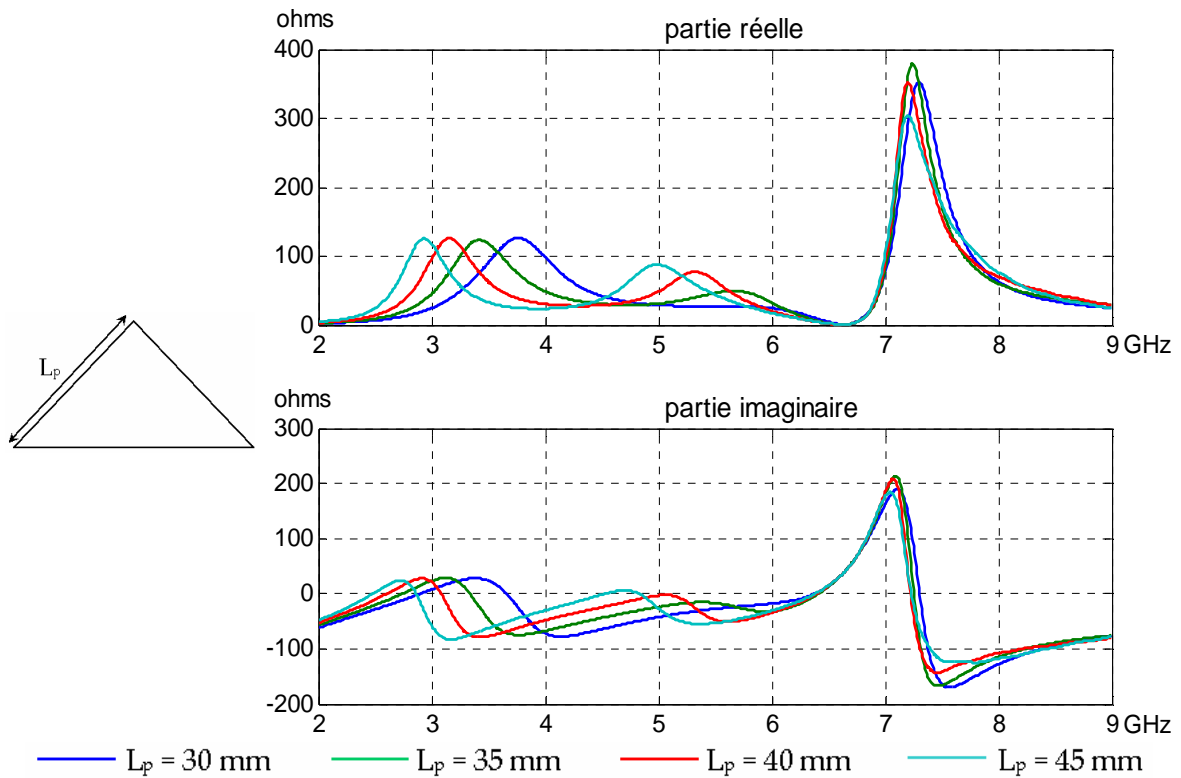 ohms
partie réelle
400
300
200
100
0
2 3 4 5 6 7 8 9 GHz
Lₚ
ohms
partie imaginaire
300
200
100
0
-100
-200
2 3 4 5 6 7 8 9 GHz
Lₚ = 30 mm Lₚ = 35 mm Lₚ = 40 mm Lₚ = 45 mm